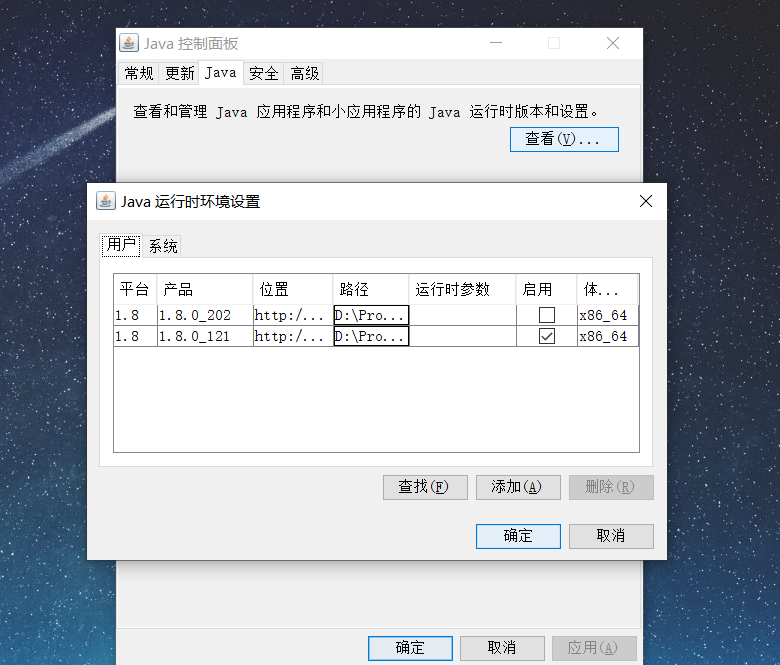 Java 控制面板
常规 更新 Java 安全 高级
查看和管理 Java 应用程序和小应用程序的 Java 运行时版本和设置。
查看(V)...
Java 运行时环境设置
用户 系统
平台 产品 位置 路径 运行时参数 启用 体...
1.8 1.8.0_202 http:/... D:\Pro... x86_64
1.8 1.8.0_121 http:/... D:\Pro... x86_64
查找(F) 添加(A) 删除(R)
确定 取消
确定 取消 应用(A)